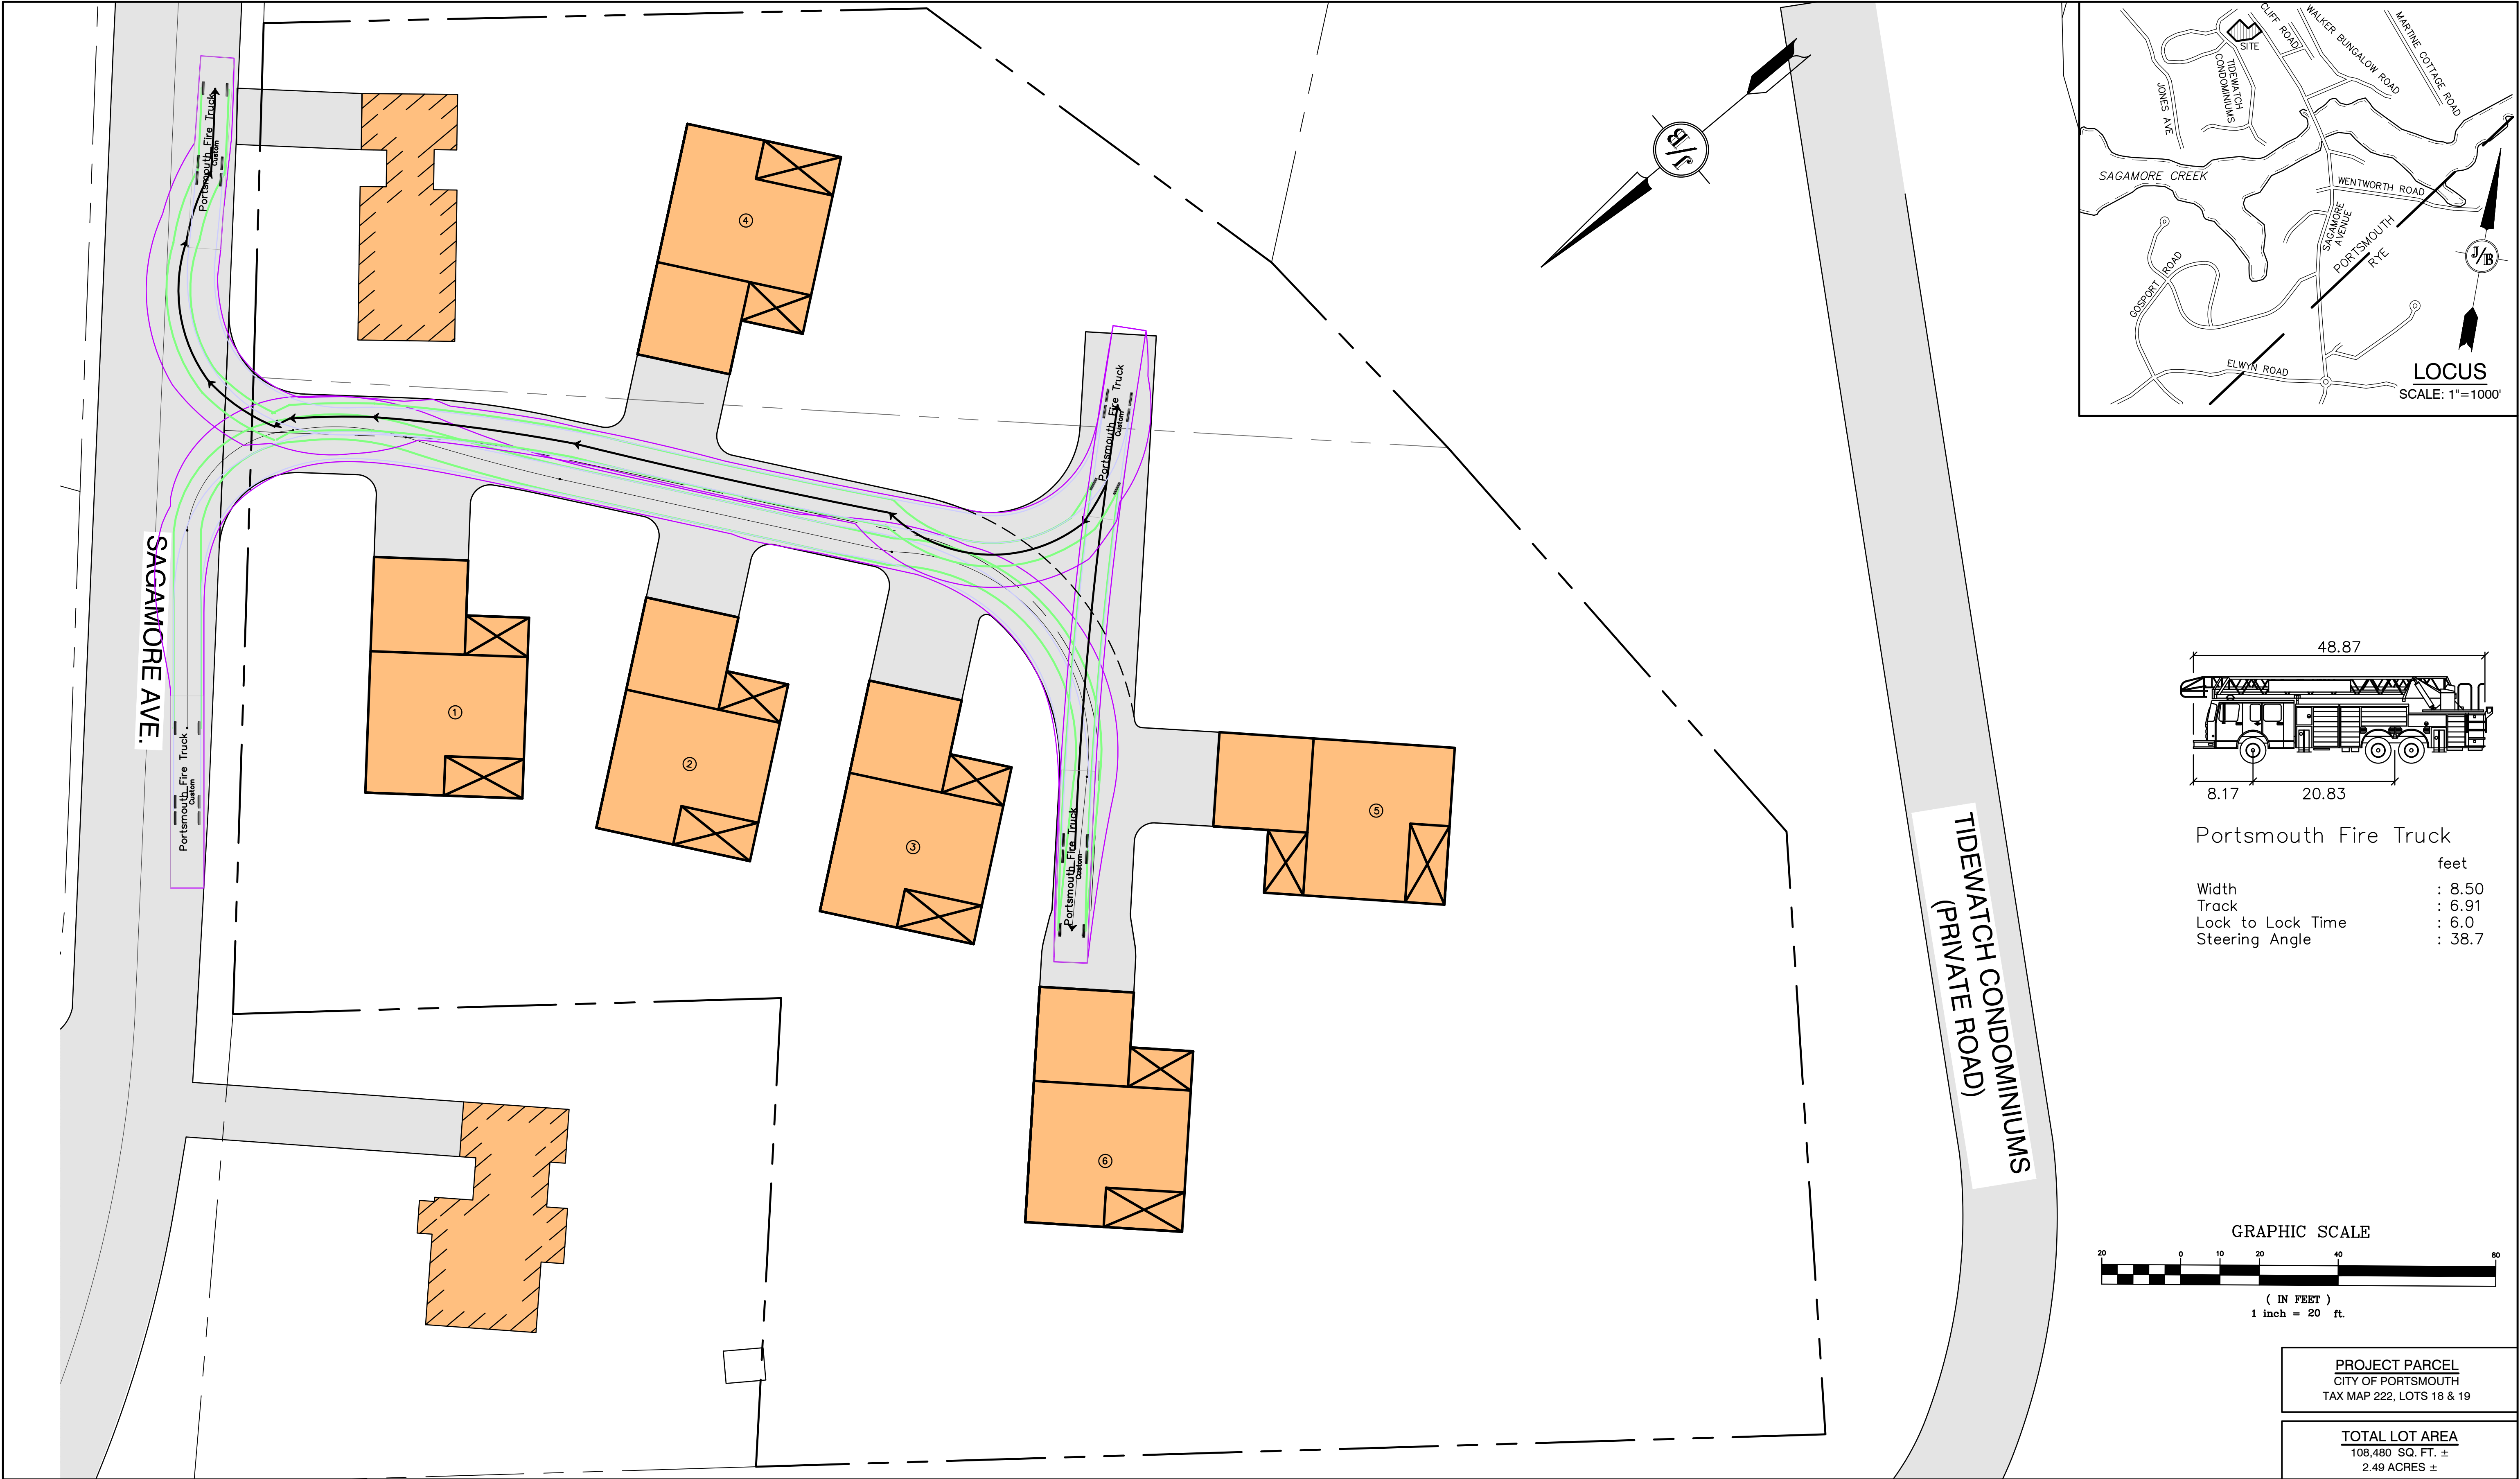 SAGAMORE AVE.
Portsmouth Fire Truck
Custom
Portsmouth Fire Truck
Custom
Portsmouth Fire Truck
Custom
Portsmouth Fire Truck
Custom
4
1
2
3
5
6
J/B
TIDEWATCH CONDOMINIUMS
(PRIVATE ROAD)
SITE
CLIFF ROAD
WALKER BUNGALOW ROAD
MARTINE COTTAGE ROAD
JONES AVE
TIDEWATCH
CONDOMINIUMS
SAGAMORE CREEK
WENTWORTH ROAD
SAGAMORE
AVENUE
PORTSMOUTH
RYE
GOSPORT ROAD
ELWYN ROAD
J/B
LOCUS
SCALE: 1"=1000'
48.87
8.17
20.83
Portsmouth Fire Truck
feet
Width : 8.50
Track : 6.91
Lock to Lock Time : 6.0
Steering Angle : 38.7
GRAPHIC SCALE
20 0 10 20 40 80
( IN FEET )
1 inch = 20 ft.
PROJECT PARCEL
CITY OF PORTSMOUTH
TAX MAP 222, LOTS 18 & 19
TOTAL LOT AREA
108,480 SQ. FT. ±
2.49 ACRES ±